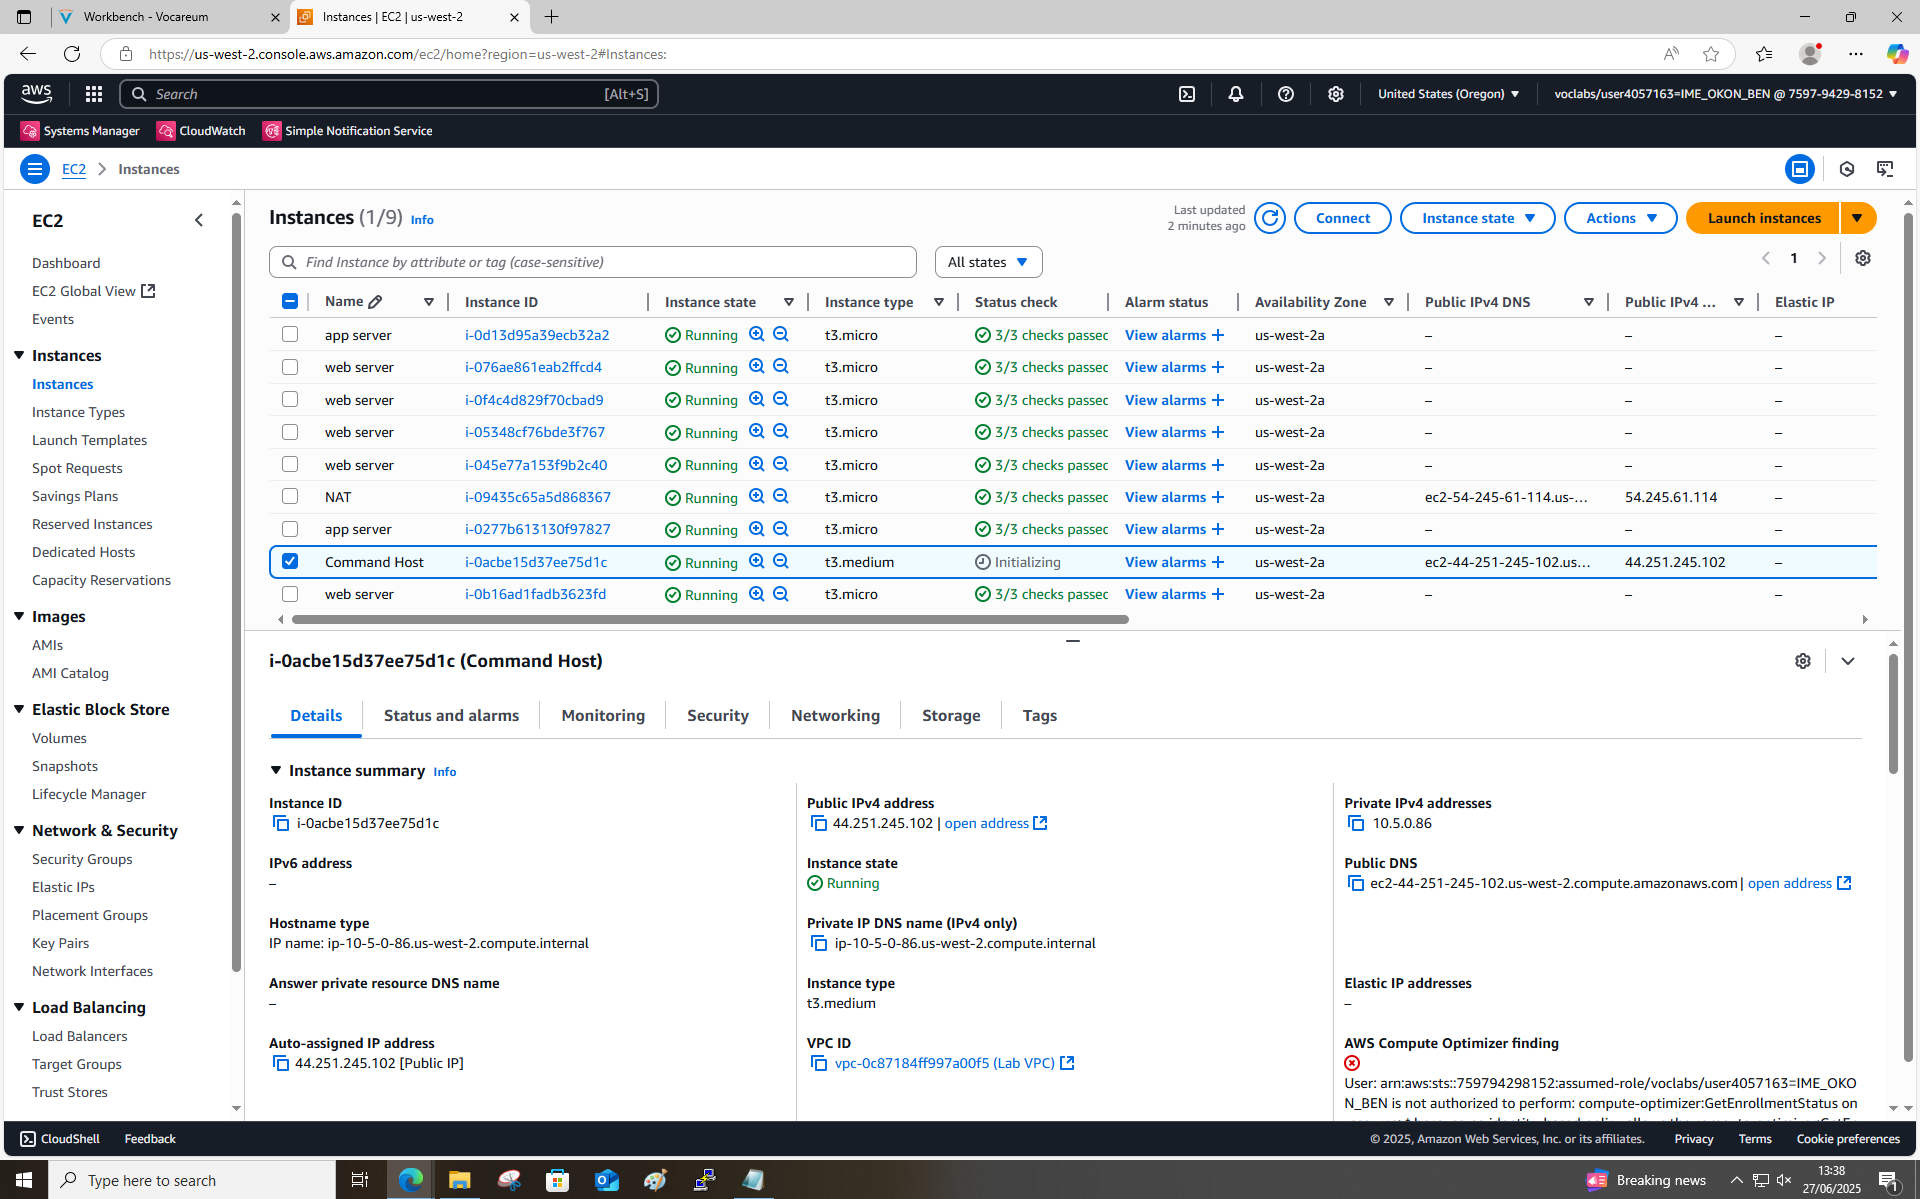 Workbench - Vocareum
Instances | EC2 | us-west-2
https://us-west-2.console.aws.amazon.com/ec2/home?region=us-west-2#Instances:
aws
Search
[Alt+S]
United States (Oregon)
voclabs/user4057163=IME_OKON_BEN @ 7597-9429-8152
Systems Manager
CloudWatch
Simple Notification Service
EC2
Instances
EC2
Dashboard
EC2 Global View
Events
Instances
Instances
Instance Types
Launch Templates
Spot Requests
Savings Plans
Reserved Instances
Dedicated Hosts
Capacity Reservations
Images
AMIs
AMI Catalog
Elastic Block Store
Volumes
Snapshots
Lifecycle Manager
Network & Security
Security Groups
Elastic IPs
Placement Groups
Key Pairs
Network Interfaces
Load Balancing
Load Balancers
Target Groups
Trust Stores
Instances (1/9) Info
Last updated
2 minutes ago
Connect
Instance state
Actions
Launch instances
Find Instance by attribute or tag (case-sensitive)
All states
1
Name Instance ID Instance state Instance type Status check Alarm status Availability Zone Public IPv4 DNS Public IPv4 ... Elastic IP
app server i-0d13d95a39ecb32a2 Running t3.micro 3/3 checks passed View alarms + us-west-2a – – –
web server i-076ae861eab2ffcd4 Running t3.micro 3/3 checks passed View alarms + us-west-2a – – –
web server i-0f4c4d829f70cbad9 Running t3.micro 3/3 checks passed View alarms + us-west-2a – – –
web server i-05348cf76bde3f767 Running t3.micro 3/3 checks passed View alarms + us-west-2a – – –
web server i-045e77a153f9b2c40 Running t3.micro 3/3 checks passed View alarms + us-west-2a – – –
NAT i-09435c65a5d868367 Running t3.micro 3/3 checks passed View alarms + us-west-2a ec2-54-245-61-114.us-... 54.245.61.114 –
app server i-0277b613130f97827 Running t3.micro 3/3 checks passed View alarms + us-west-2a – – –
Command Host i-0acbe15d37ee75d1c Running t3.medium Initializing View alarms + us-west-2a ec2-44-251-245-102.us... 44.251.245.102 –
web server i-0b16ad1fadb3623fd Running t3.micro 3/3 checks passed View alarms + us-west-2a – – –
i-0acbe15d37ee75d1c (Command Host)
Details
Status and alarms
Monitoring
Security
Networking
Storage
Tags
Instance summary Info
Instance ID
i-0acbe15d37ee75d1c
Public IPv4 address
44.251.245.102 | open address
Private IPv4 addresses
10.5.0.86
IPv6 address
–
Instance state
Running
Public DNS
ec2-44-251-245-102.us-west-2.compute.amazonaws.com | open address
Hostname type
IP name: ip-10-5-0-86.us-west-2.compute.internal
Private IP DNS name (IPv4 only)
ip-10-5-0-86.us-west-2.compute.internal
Answer private resource DNS name
–
Instance type
t3.medium
Elastic IP addresses
–
Auto-assigned IP address
44.251.245.102 [Public IP]
VPC ID
vpc-0c87184ff997a00f5 (Lab VPC)
AWS Compute Optimizer finding
User: arn:aws:sts::759794298152:assumed-role/voclabs/user4057163=IME_OKO
N_BEN is not authorized to perform: compute-optimizer:GetEnrollmentStatus on
CloudShell
Feedback
© 2025, Amazon Web Services, Inc. or its affiliates.
Privacy
Terms
Cookie preferences
Type here to search
Breaking news
13:38
27/06/2025
1